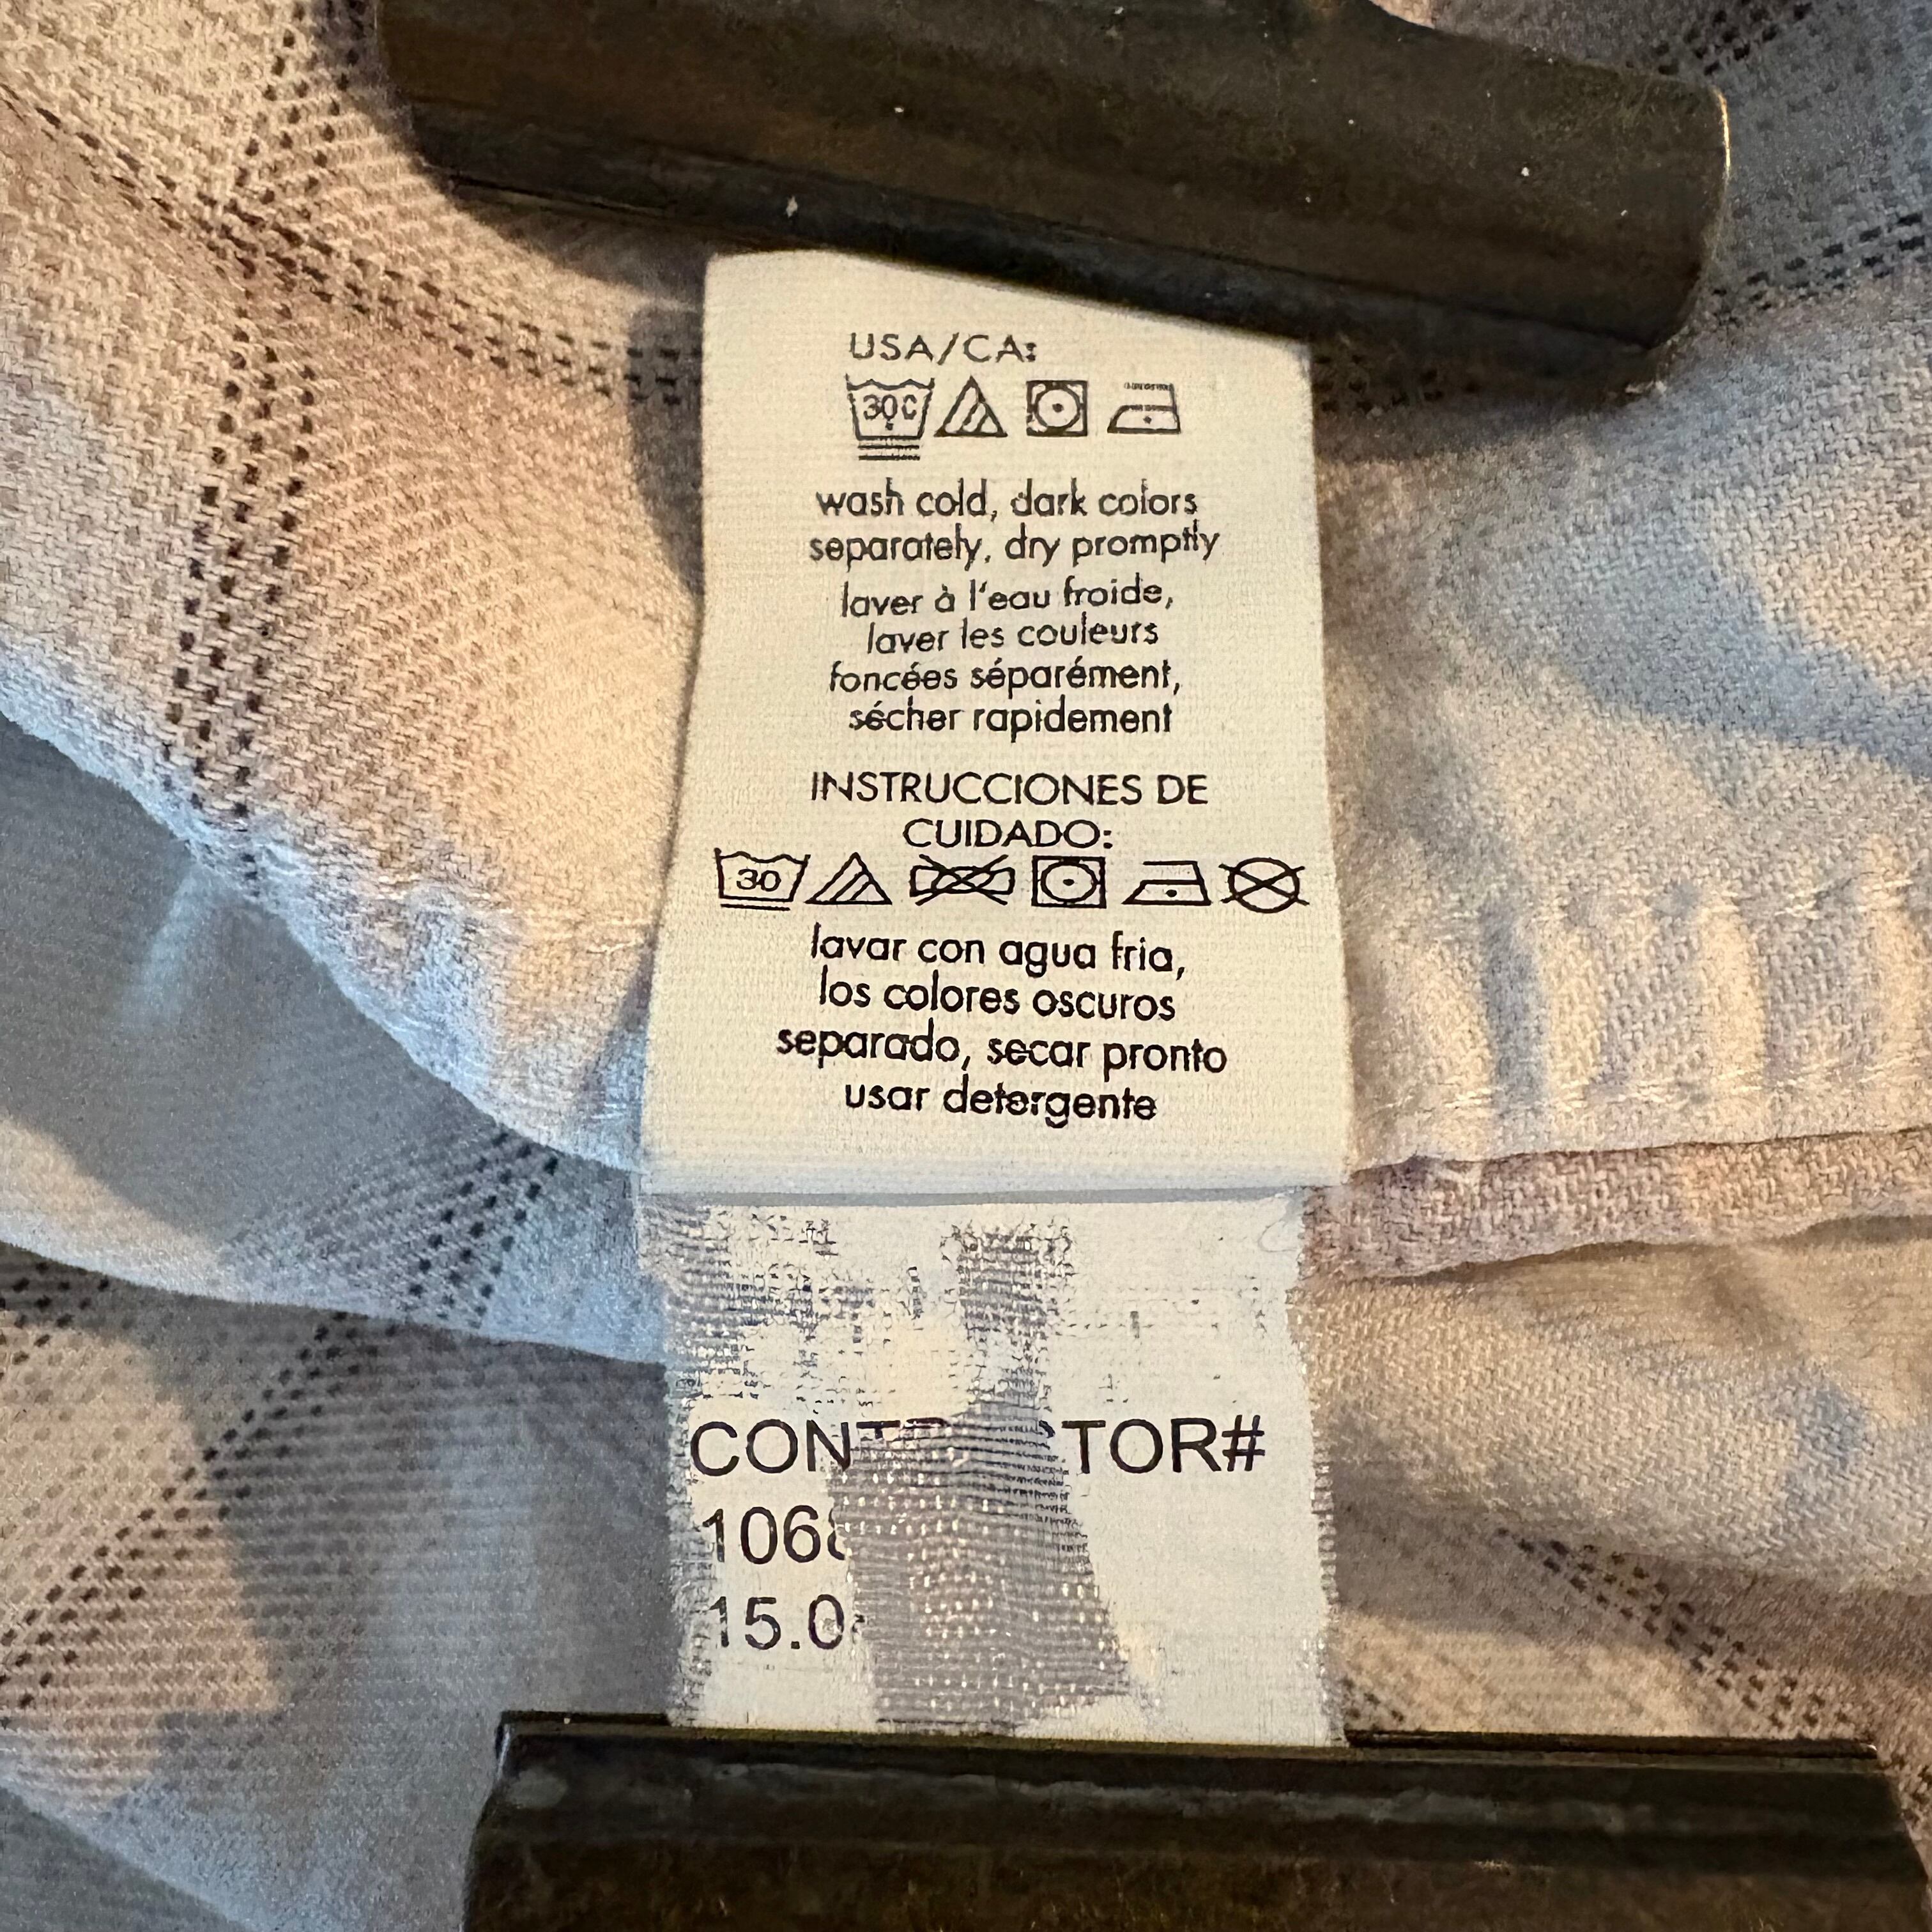 USA/CA:
30°C
wash cold, dark colors
separately, dry promptly
laver à l'eau froide,
laver les couleurs
foncées séparément,
sécher rapidement
INSTRUCCIONES DE
CUIDADO:
30
lavar con agua fria,
los colores oscuros
separado, secar pronto
usar detergente